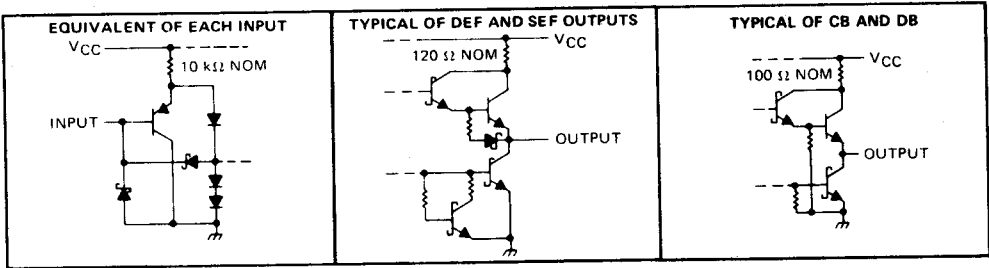 EQUIVALENT OF EACH INPUT
VCC
10 kΩ NOM
INPUT
TYPICAL OF DEF AND SEF OUTPUTS
VCC
120 Ω NOM
OUTPUT
TYPICAL OF CB AND DB
VCC
100 Ω NOM
OUTPUT